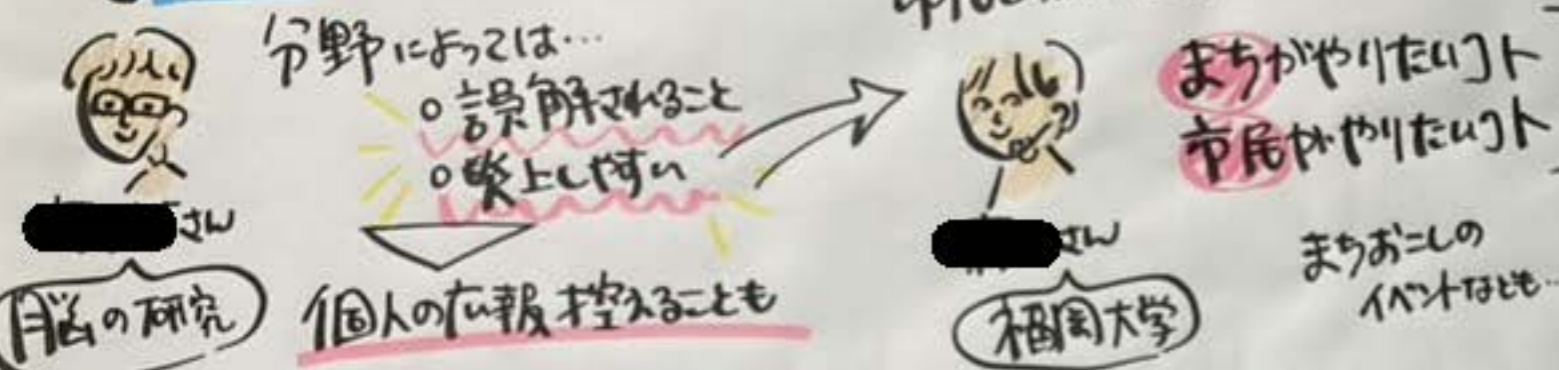 分野によっては…
○誤解されること
○炎上しやすい
さん
脳の研究
個人の広報 控えることも
まちがやりたいコト
市民がやりたいコト
さん
福岡大学
まちおこしの
イベントなども…